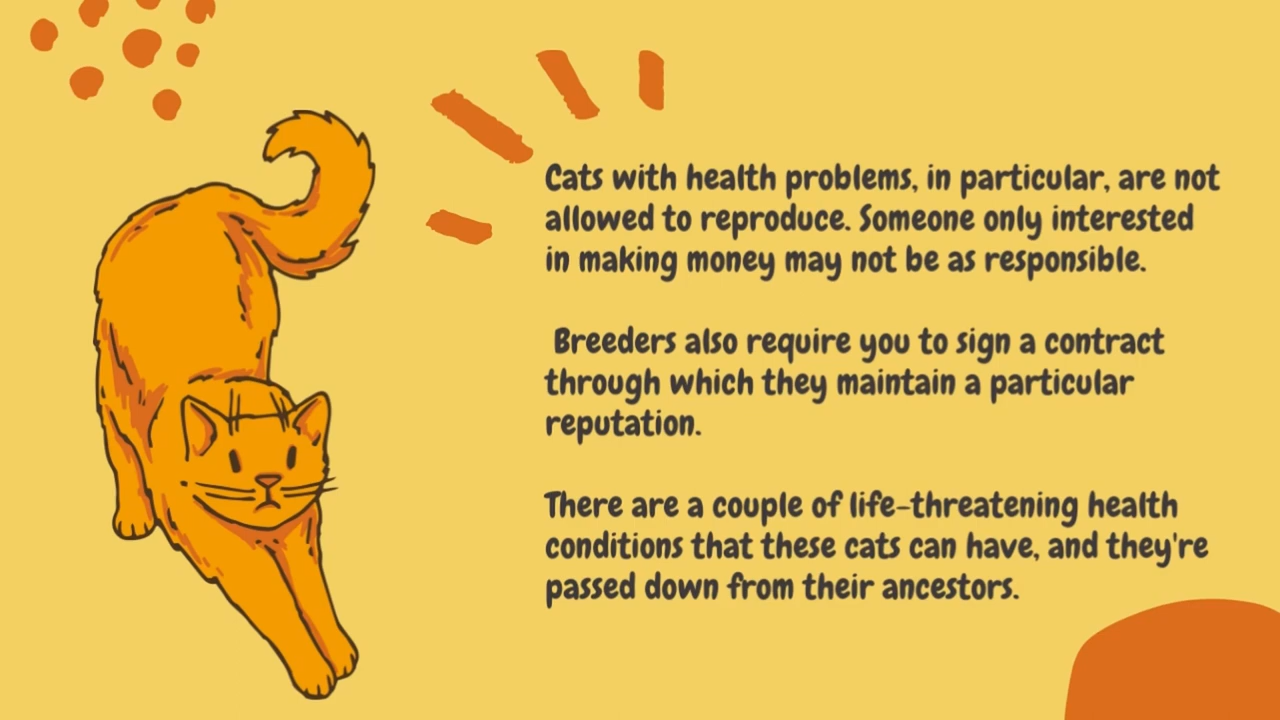 Cats with health problems, in particular, are not
allowed to reproduce. Someone only interested
in making money may not be as responsible.
Breeders also require you to sign a contract
through which they maintain a particular
reputation.
There are a couple of life-threatening health
conditions that these cats can have, and they're
passed down from their ancestors.